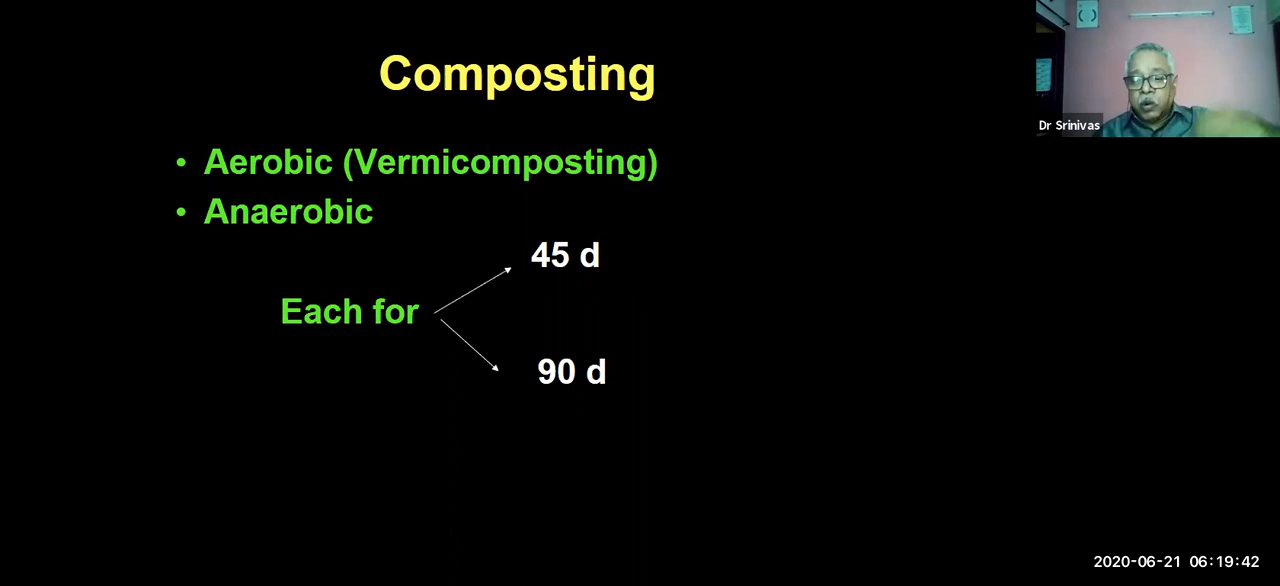 Composting
• Aerobic (Vermicomposting)
• Anaerobic
45 d
Each for
90 d
Dr Srinivas
2020-06-21 06:19:42